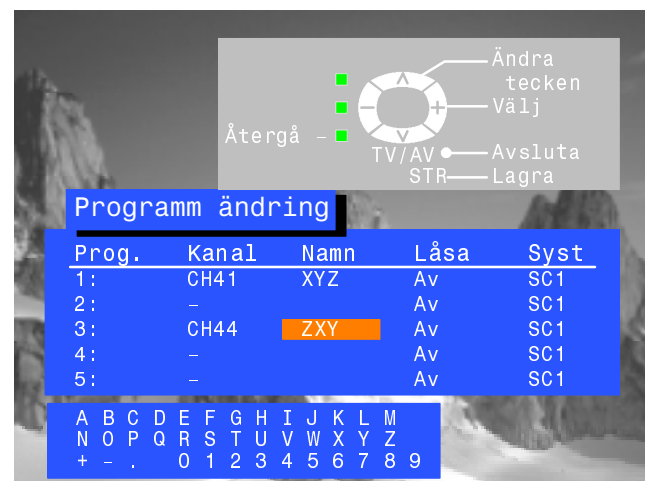 Ändra
tecken
Välj
Återgå –
TV/AV Avsluta
STR Lagra
Programm ändring
Prog. Kanal Namn Låsa Syst
1: CH41 XYZ Av SC1
2: – Av SC1
3: CH44 ZXY Av SC1
4: – Av SC1
5: – Av SC1
A B C D E F G H I J K L M
N O P Q R S T U V W X Y Z
+ – . 0 1 2 3 4 5 6 7 8 9